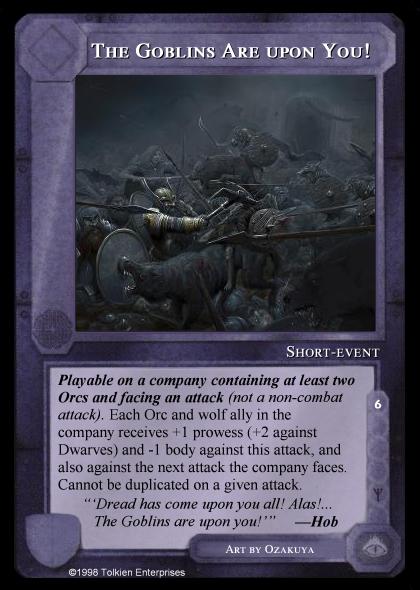 The Goblins Are upon You!
Short-event
Playable on a company containing at least two
Orcs and facing an attack (not a non-combat
attack). Each Orc and wolf ally in the
company receives +1 prowess (+2 against
Dwarves) and -1 body against this attack, and
also against the next attack the company faces.
Cannot be duplicated on a given attack.
6
“‘Dread has come upon you all! Alas!...
The Goblins are upon you!’” —Hob
Art by Ozakuya
©1998 Tolkien Enterprises